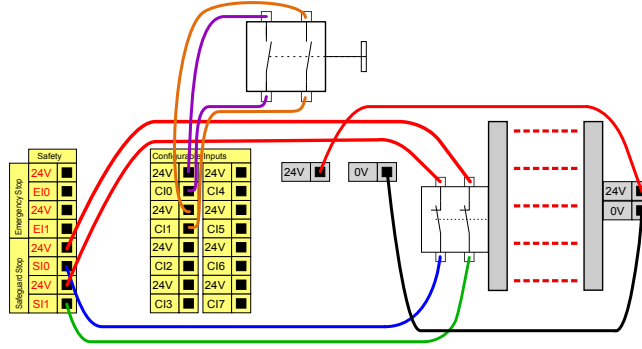 Safety
Emergency Stop
24V
EI0
24V
EI1
Safeguard Stop
24V
SI0
24V
SI1
Configurable Inputs
24V 24V
CI0 CI4
24V 24V
CI1 CI5
24V 24V
CI2 CI6
24V 24V
CI3 CI7
24V
0V
24V
0V